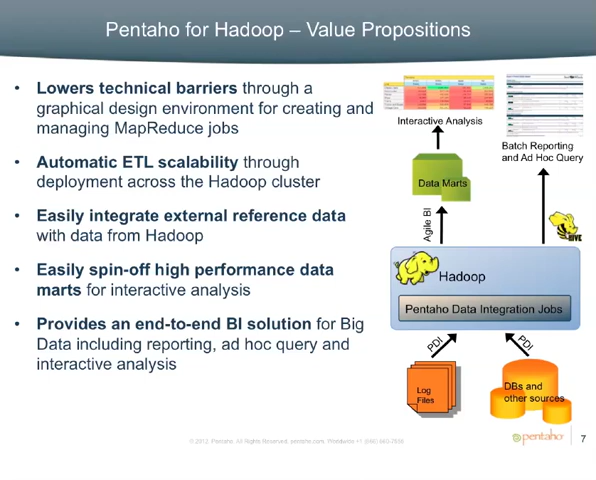 Pentaho for Hadoop – Value Propositions
• Lowers technical barriers through a
graphical design environment for creating and
managing MapReduce jobs
• Automatic ETL scalability through
deployment across the Hadoop cluster
• Easily integrate external reference data
with data from Hadoop
• Easily spin-off high performance data
marts for interactive analysis
• Provides an end-to-end BI solution for Big
Data including reporting, ad hoc query and
interactive analysis
Interactive Analysis
Batch Reporting
and Ad Hoc Query
Data Marts
Agile BI
HIVE
Hadoop
Pentaho Data Integration Jobs
PDI
PDI
Log
Files
DBs and
other sources
pentaho
7